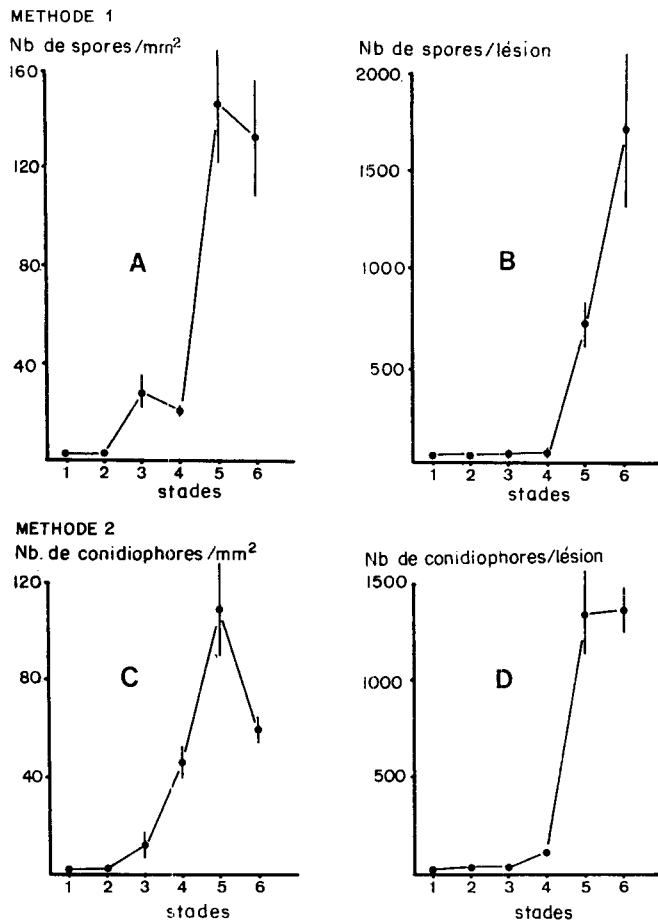 METHODE 1
Nb de spores/mm²
160
120
80
40
A
1 2 3 4 5 6
stades
Nb de spores/lésion
2000
1500
1000
500
B
1 2 3 4 5 6
stades
METHODE 2
Nb. de conidiophores/mm²
120
80
40
C
1 2 3 4 5 6
stades
Nb de conidiophores/lésion
1500
1000
500
D
1 2 3 4 5 6
stades